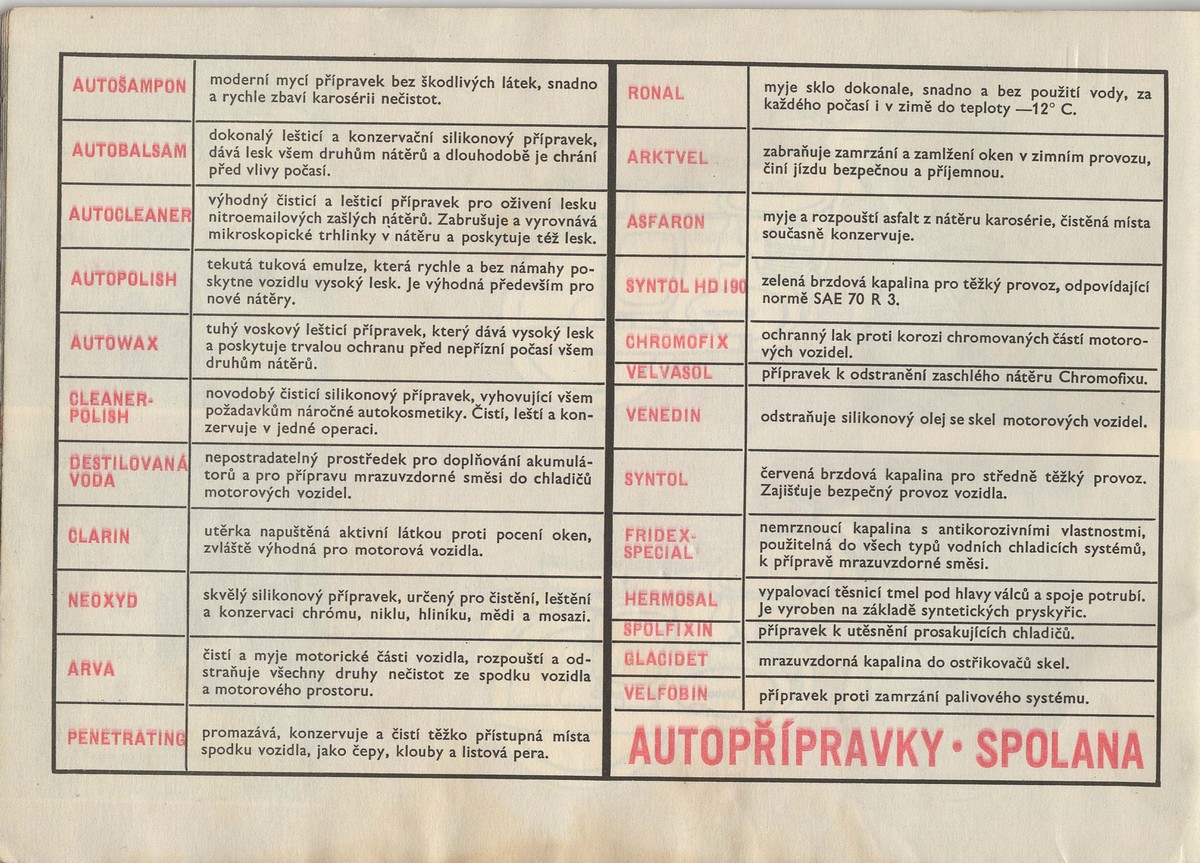 AUTOŠAMPON
moderní mycí přípravek bez škodlivých látek, snadno
a rychle zbaví karosérii nečistot.
AUTOBALSAM
dokonalý lešticí a konzervační silikonový přípravek,
dává lesk všem druhům nátěrů a dlouhodobě je chrání
před vlivy počasí.
AUTOCLEANER
výhodný čisticí a lešticí přípravek pro oživení lesku
nitroemailových zašlých nátěrů. Zabrušuje a vyrovnává
mikroskopické trhlinky v nátěru a poskytuje též lesk.
AUTOPOLISH
tekutá tuková emulze, která rychle a bez námahy po-
skytne vozidlu vysoký lesk. Je výhodná především pro
nové nátěry.
AUTOWAX
tuhý voskový lešticí přípravek, který dává vysoký lesk
a poskytuje trvalou ochranu před nepřízní počasí všem
druhům nátěrů.
CLEANER-
POLISH
novodobý čisticí silikonový přípravek, vyhovující všem
požadavkům náročné autokosmetiky. Čistí, leští a kon-
zervuje v jedné operaci.
DESTILOVANÁ
VODA
nepostradatelný prostředek pro doplňování akumulá-
torů a pro přípravu mrazuvzdorné směsi do chladičů
motorových vozidel.
CLARIN
utěrka napuštěná aktivní látkou proti pocení oken,
zvláště výhodná pro motorová vozidla.
NEOXYD
skvělý silikonový přípravek, určený pro čistění, leštění
a konzervaci chrómu, niklu, hliníku, mědi a mosazi.
ARVA
čistí a myje motorické části vozidla, rozpouští a od-
straňuje všechny druhy nečistot ze spodku vozidla
a motorového prostoru.
PENETRATING
promazává, konzervuje a čistí těžko přístupná místa
spodku vozidla, jako čepy, klouby a listová pera.
RONAL
myje sklo dokonale, snadno a bez použití vody, za
každého počasí i v zimě do teploty —12° C.
ARKTVEL
zabraňuje zamrzání a zamlžení oken v zimním provozu,
činí jízdu bezpečnou a příjemnou.
ASFARON
myje a rozpouští asfalt z nátěru karosérie, čistěná místa
současně konzervuje.
SYNTOL HD 190
zelená brzdová kapalina pro těžký provoz, odpovídající
normě SAE 70 R 3.
CHROMOFIX
ochranný lak proti korozi chromovaných částí motoro-
vých vozidel.
VELVASOL
přípravek k odstranění zaschlého nátěru Chromofixu.
VENEDIN
odstraňuje silikonový olej se skel motorových vozidel.
SYNTOL
červená brzdová kapalina pro středně těžký provoz.
Zajišťuje bezpečný provoz vozidla.
FRIDEX-
SPECIAL
nemrznoucí kapalina s antikorozivními vlastnostmi,
použitelná do všech typů vodních chladicích systémů,
k přípravě mrazuvzdorné směsi.
HERMOSAL
vypalovací těsnicí tmel pod hlavy válců a spoje potrubí.
Je vyroben na základě syntetických pryskyřic.
SPOLFIXIN
přípravek k utěsnění prosakujících chladičů.
GLACIDET
mrazuvzdorná kapalina do ostřikovačů skel.
VELFOBIN
přípravek proti zamrzání palivového systému.
AUTOPŘÍPRAVKY • SPOLANA